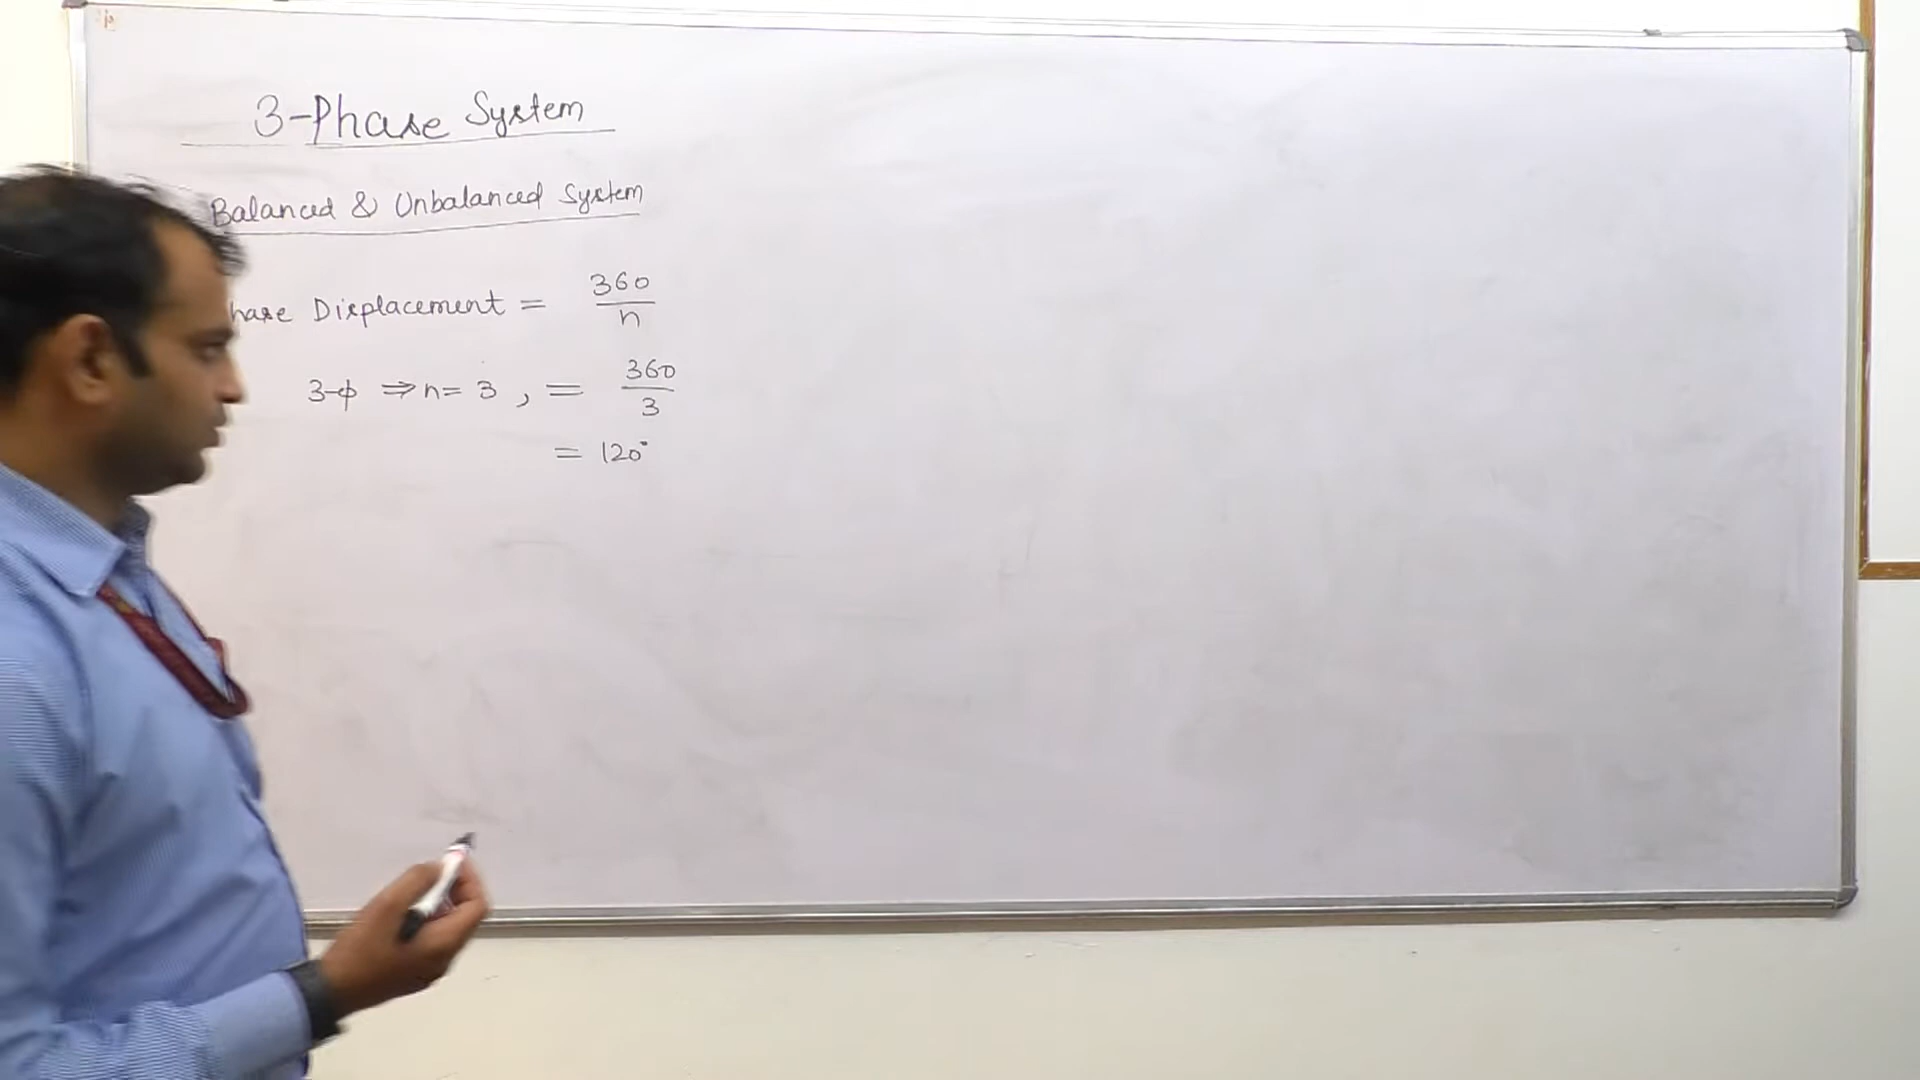 3-Phase System
Balanced & Unbalanced System
hase Displacement = 360/n
3-φ ⇒ n = 3 , = 360/3
= 120°